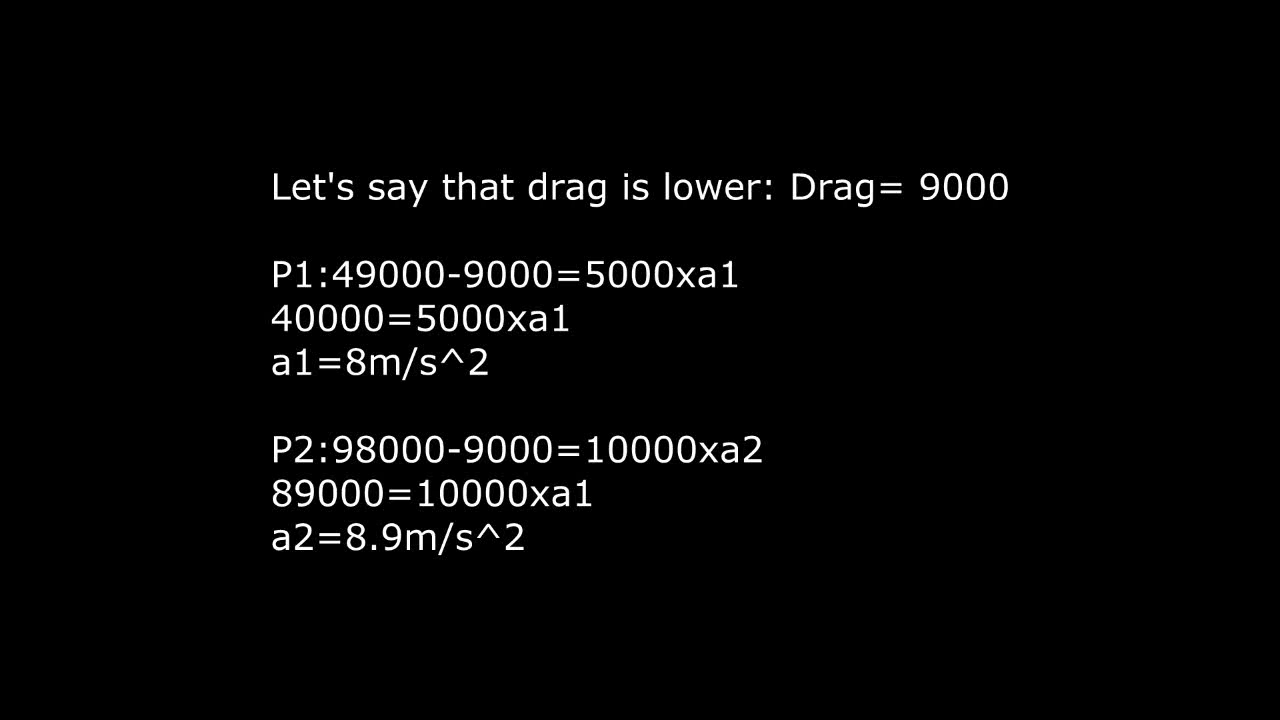 Let's say that drag is lower: Drag= 9000
P1:49000-9000=5000xa1
40000=5000xa1
a1=8m/s^2
P2:98000-9000=10000xa2
89000=10000xa1
a2=8.9m/s^2